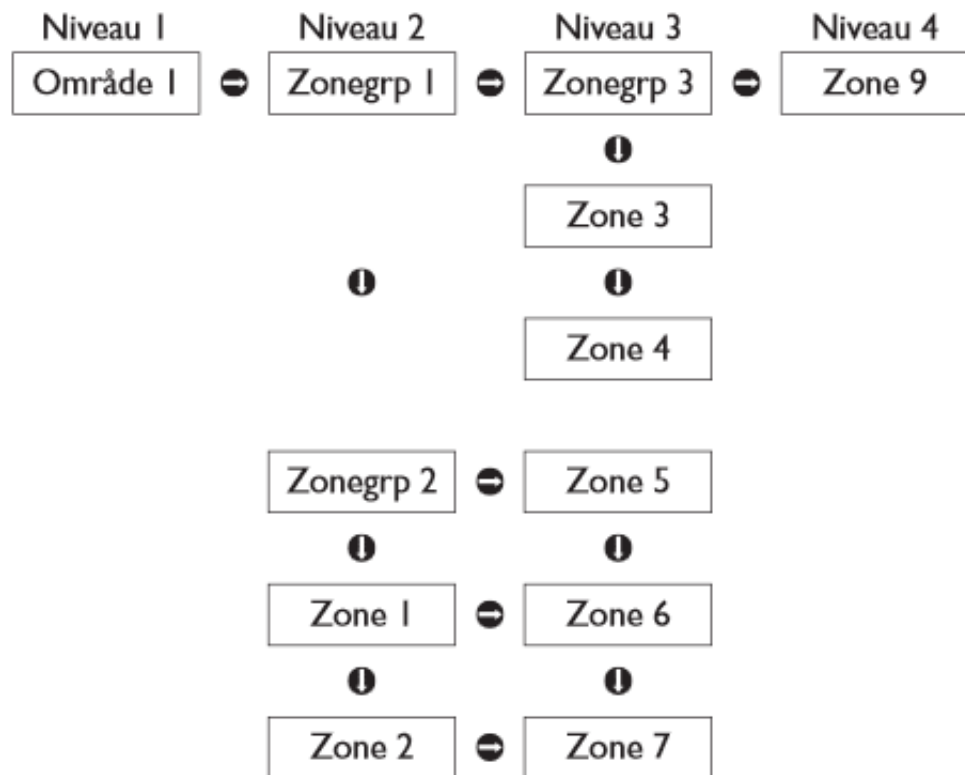 Niveau 1 Niveau 2 Niveau 3 Niveau 4
Område 1 Zonegrp 1 Zonegrp 3 Zone 9
Zone 3
Zone 4
Zonegrp 2 Zone 5
Zone 1 Zone 6
Zone 2 Zone 7